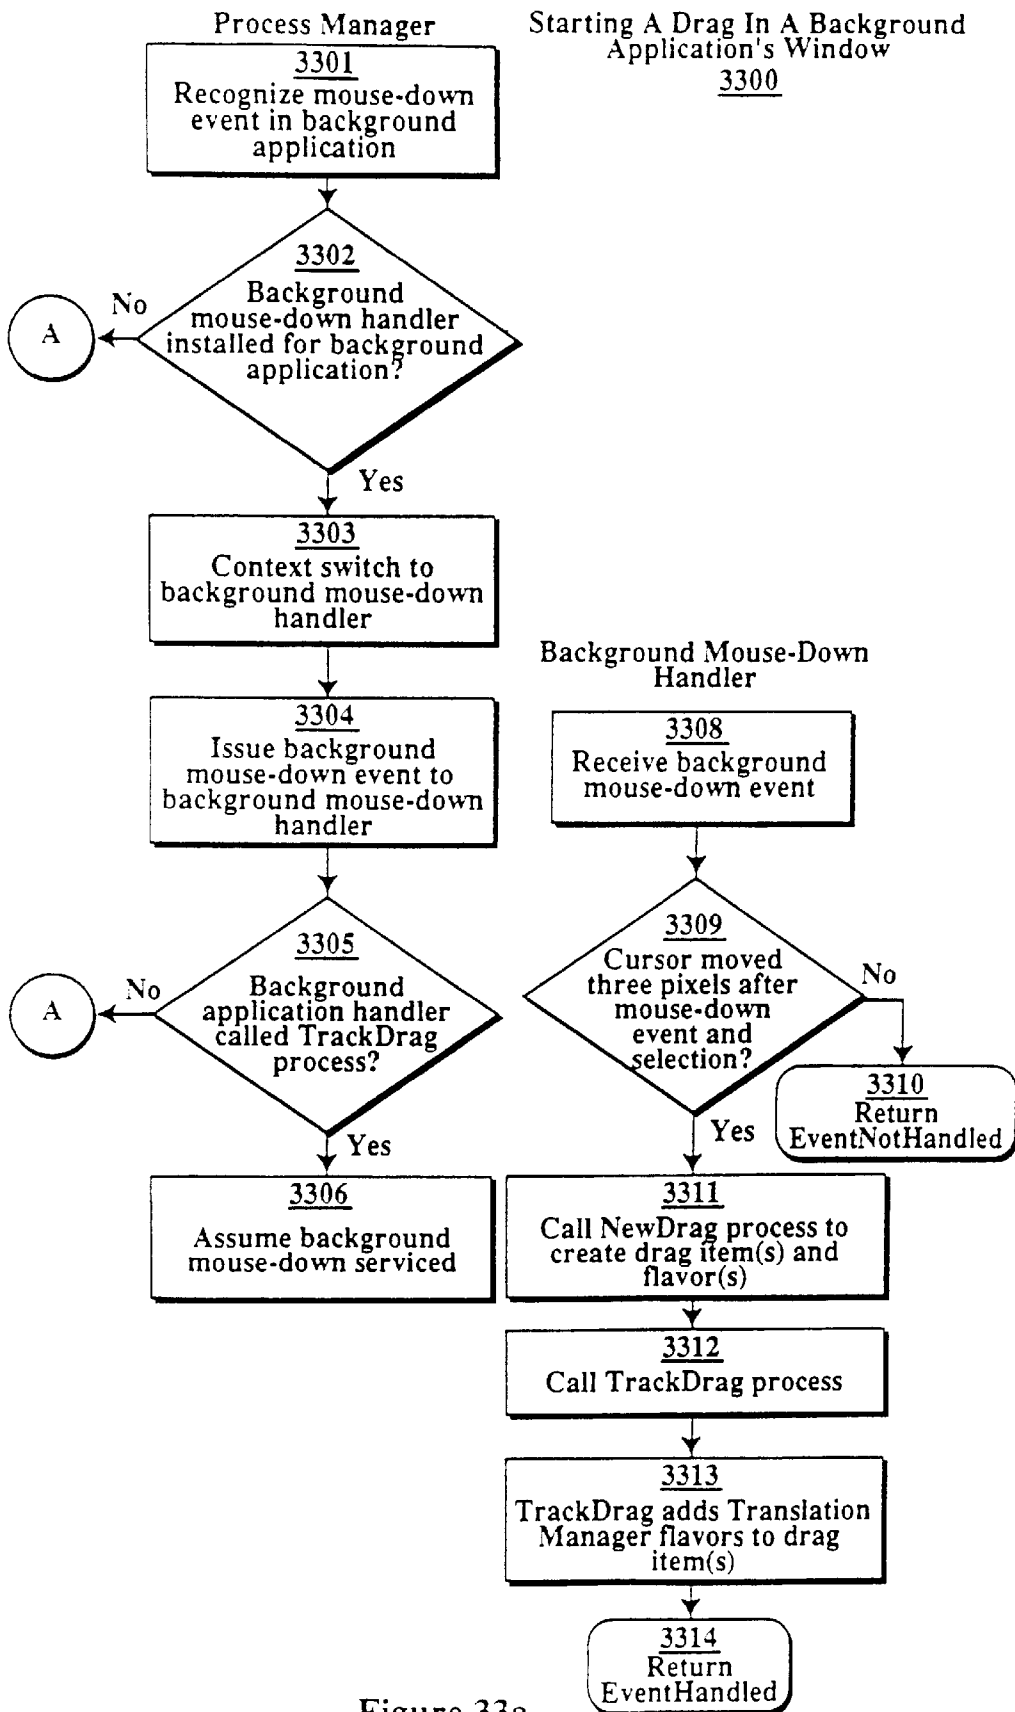 Process Manager
Starting A Drag In A Background
Application's Window
3300
3301
Recognize mouse-down
event in background
application
3302
Background
mouse-down handler
installed for background
application?
No
A
Yes
3303
Context switch to
background mouse-down
handler
3304
Issue background
mouse-down event to
background mouse-down
handler
3305
Background
application handler
called TrackDrag
process?
No
A
Yes
3306
Assume background
mouse-down serviced
Background Mouse-Down
Handler
3308
Receive background
mouse-down event
3309
Cursor moved
three pixels after
mouse-down
event and
selection?
No
3310
Return
EventNotHandled
Yes
3311
Call NewDrag process to
create drag item(s) and
flavor(s)
3312
Call TrackDrag process
3313
TrackDrag adds Translation
Manager flavors to drag
item(s)
3314
Return
EventHandled
Figure 33a